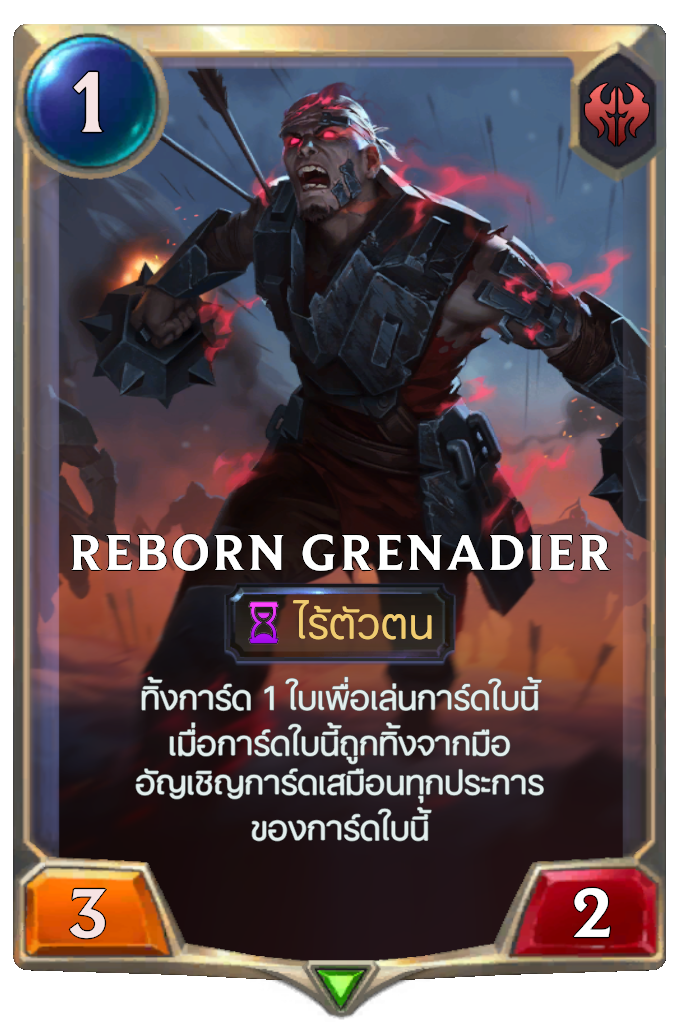 1
REBORN GRENADIER
ไร้ตัวตน
ทิ้งการ์ด 1 ใบเพื่อเล่นการ์ดใบนี้
เมื่อการ์ดใบนี้ถูกทิ้งจากมือ
อัญเชิญการ์ดเสมือนทุกประการ
ของการ์ดใบนี้
3
2